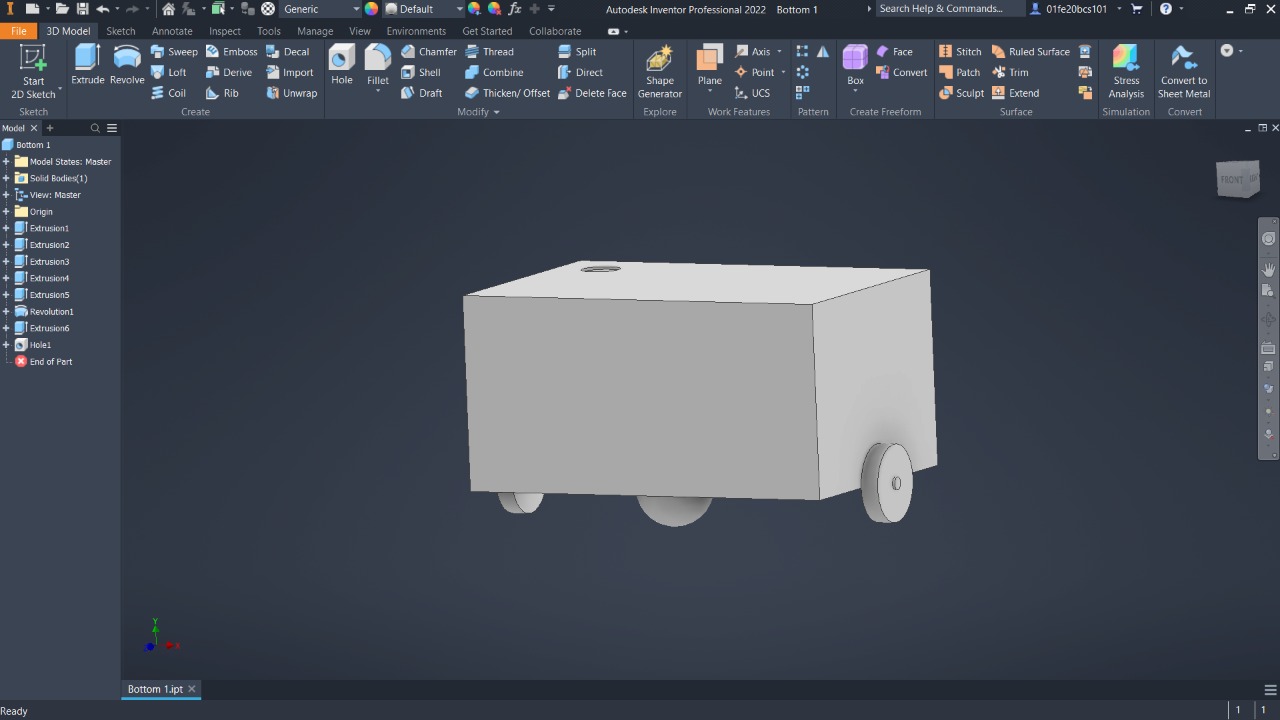 Generic
Default
Autodesk Inventor Professional 2022 Bottom 1
Search Help & Commands...
01fe20bcs101
File 3D Model Sketch Annotate Inspect Tools Manage View Environments Get Started Collaborate
Start
2D Sketch
Sketch
Extrude
Revolve
Sweep
Emboss
Decal
Loft
Derive
Import
Coil
Rib
Unwrap
Create
Hole
Fillet
Chamfer
Thread
Split
Shell
Combine
Direct
Draft
Thicken/ Offset
Delete Face
Modify
Shape
Generator
Explore
Plane
Axis
Point
UCS
Work Features
Pattern
Box
Face
Convert
Create Freeform
Stitch
Ruled Surface
Patch
Trim
Sculpt
Extend
Surface
Stress
Analysis
Simulation
Convert to
Sheet Metal
Convert
Model
Bottom 1
Model States: Master
Solid Bodies(1)
View: Master
Origin
Extrusion1
Extrusion2
Extrusion3
Extrusion4
Extrusion5
Revolution1
Extrusion6
Hole1
End of Part
FRONT
Y
X
Bottom 1.ipt
Ready
1 1